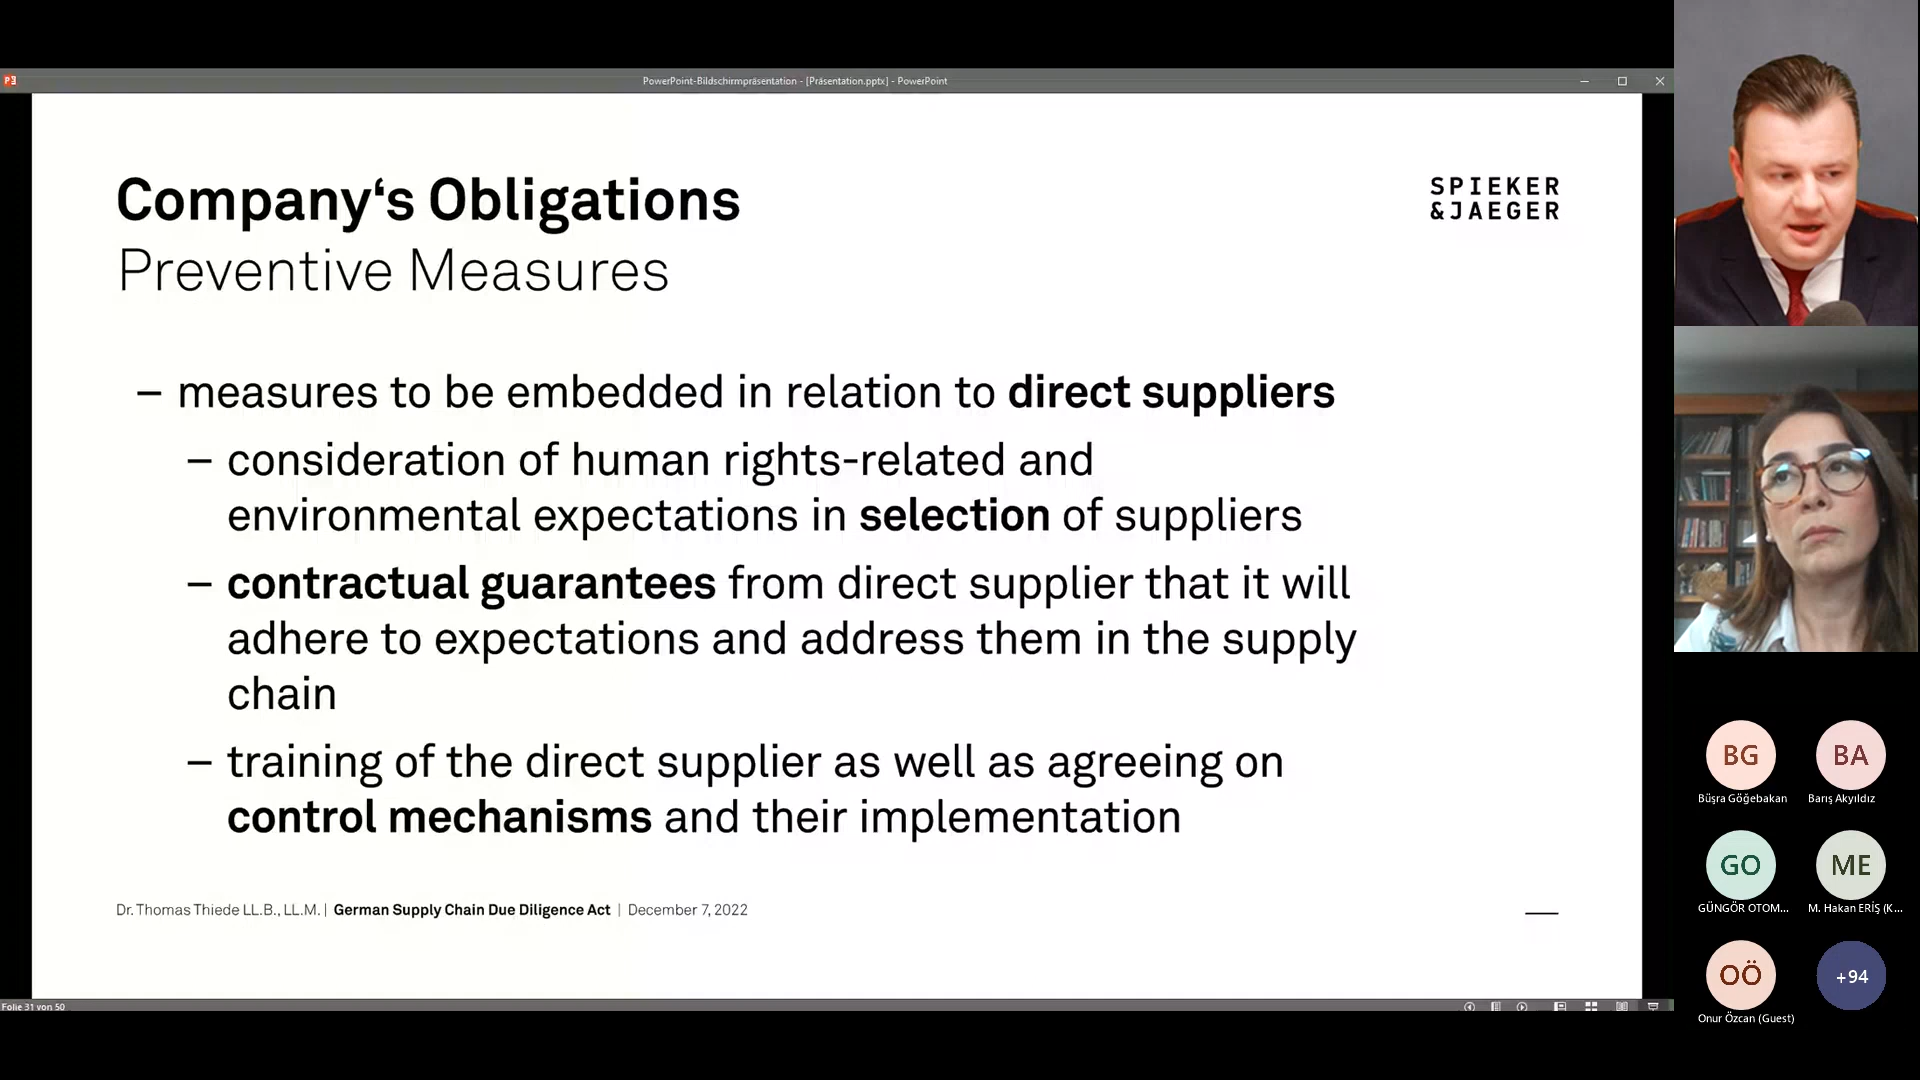 PowerPoint-Bildschirmpräsentation - [Präsentation.pptx] - PowerPoint
Company‘s Obligations
Preventive Measures
SPIEKER
&JAEGER
– measures to be embedded in relation to direct suppliers
– consideration of human rights-related and
environmental expectations in selection of suppliers
– contractual guarantees from direct supplier that it will
adhere to expectations and address them in the supply
chain
– training of the direct supplier as well as agreeing on
control mechanisms and their implementation
Dr. Thomas Thiede LL.B., LL.M. | German Supply Chain Due Diligence Act | December 7, 2022
Folie 31 von 50
BG
Büşra Göğebakan
BA
Barış Akyıldız
GO
GÜNGÖR OTOM...
ME
M. Hakan ERİŞ (K...
OÖ
Onur Özcan (Guest)
+94